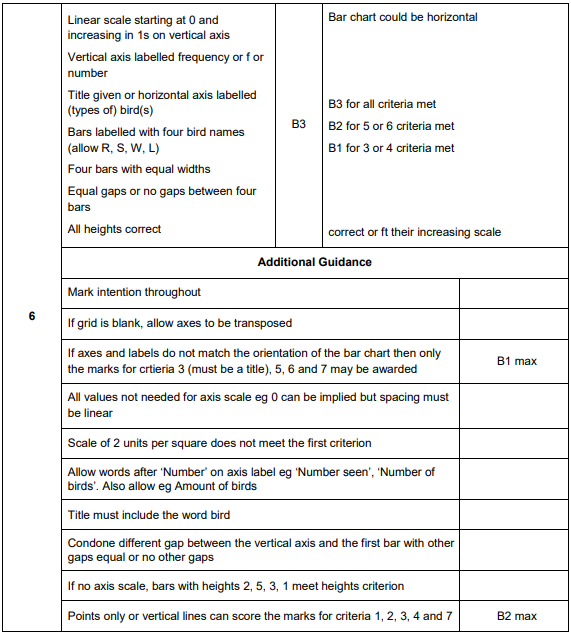 Linear scale starting at 0 and
increasing in 1s on vertical axis
Vertical axis labelled frequency or f or
number
Title given or horizontal axis labelled
(types of) bird(s)
Bars labelled with four bird names
(allow R, S, W, L)
Four bars with equal widths
Equal gaps or no gaps between four
bars
All heights correct
B3
Bar chart could be horizontal
B3 for all criteria met
B2 for 5 or 6 criteria met
B1 for 3 or 4 criteria met
correct or ft their increasing scale
6
Additional Guidance
Mark intention throughout
If grid is blank, allow axes to be transposed
If axes and labels do not match the orientation of the bar chart then only
the marks for crtieria 3 (must be a title), 5, 6 and 7 may be awarded
B1 max
All values not needed for axis scale eg 0 can be implied but spacing must
be linear
Scale of 2 units per square does not meet the first criterion
Allow words after ‘Number’ on axis label eg ‘Number seen’, ‘Number of
birds’. Also allow eg Amount of birds
Title must include the word bird
Condone different gap between the vertical axis and the first bar with other
gaps equal or no other gaps
If no axis scale, bars with heights 2, 5, 3, 1 meet heights criterion
Points only or vertical lines can score the marks for criteria 1, 2, 3, 4 and 7
B2 max